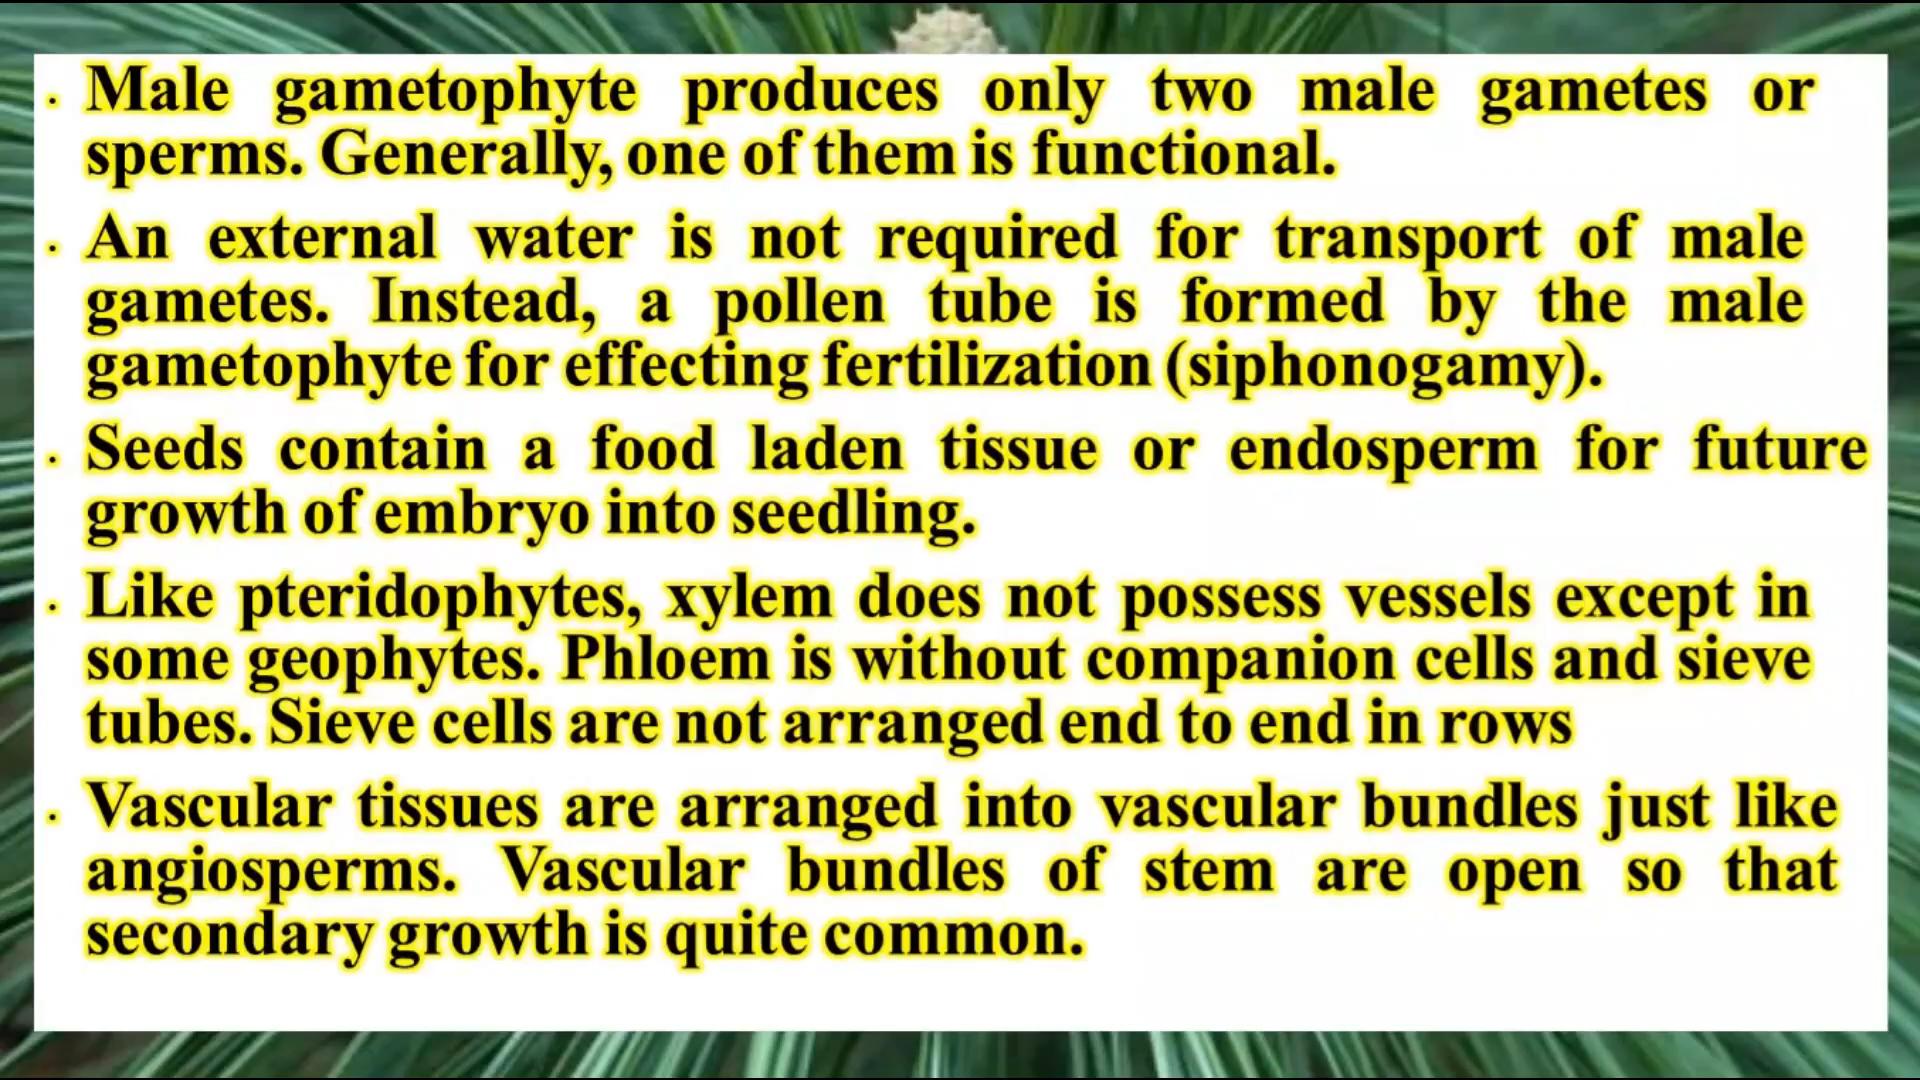 · Male gametophyte produces only two male gametes or
sperms. Generally, one of them is functional.
· An external water is not required for transport of male
gametes. Instead, a pollen tube is formed by the male
gametophyte for effecting fertilization (siphonogamy).
· Seeds contain a food laden tissue or endosperm for future
growth of embryo into seedling.
· Like pteridophytes, xylem does not possess vessels except in
some geophytes. Phloem is without companion cells and sieve
tubes. Sieve cells are not arranged end to end in rows
· Vascular tissues are arranged into vascular bundles just like
angiosperms. Vascular bundles of stem are open so that
secondary growth is quite common.